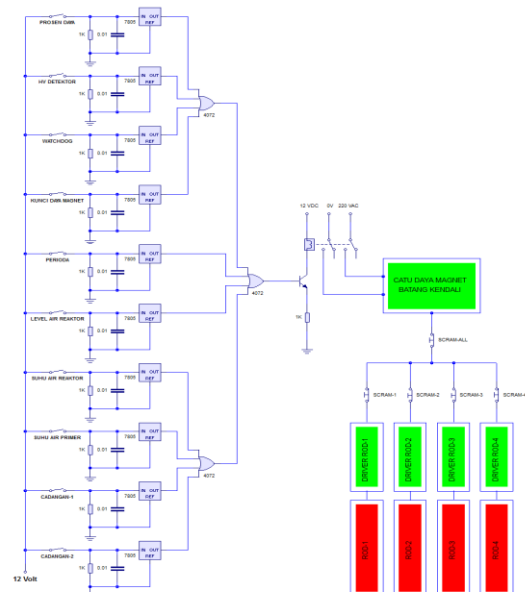 PROSEN DAYA
1K
0.01
7805
IN OUT
REF
HV DETEKTOR
1K
0.01
7805
IN OUT
REF
4072
WATCHDOG
1K
0.01
7805
IN OUT
REF
KUNCI DAYA MAGNET
1K
0.01
7805
IN OUT
REF
PERIODA
1K
0.01
7805
IN OUT
REF
4072
LEVEL AIR REAKTOR
1K
0.01
7805
IN OUT
REF
SUHU AIR REAKTOR
1K
0.01
7805
IN OUT
REF
SUHU AIR PRIMER
1K
0.01
7805
IN OUT
REF
4072
CADANGAN-1
1K
0.01
7805
IN OUT
REF
CADANGAN-2
1K
0.01
7805
IN OUT
REF
12 Volt
12 VDC
0V
220 VAC
1K
CATU DAYA MAGNET
BATANG KENDALI
SCRAM-ALL
SCRAM-1
SCRAM-2
SCRAM-3
SCRAM-4
DRIVER ROD-1
DRIVER ROD-2
DRIVER ROD-3
DRIVER ROD-4
ROD-1
ROD-2
ROD-3
ROD-4